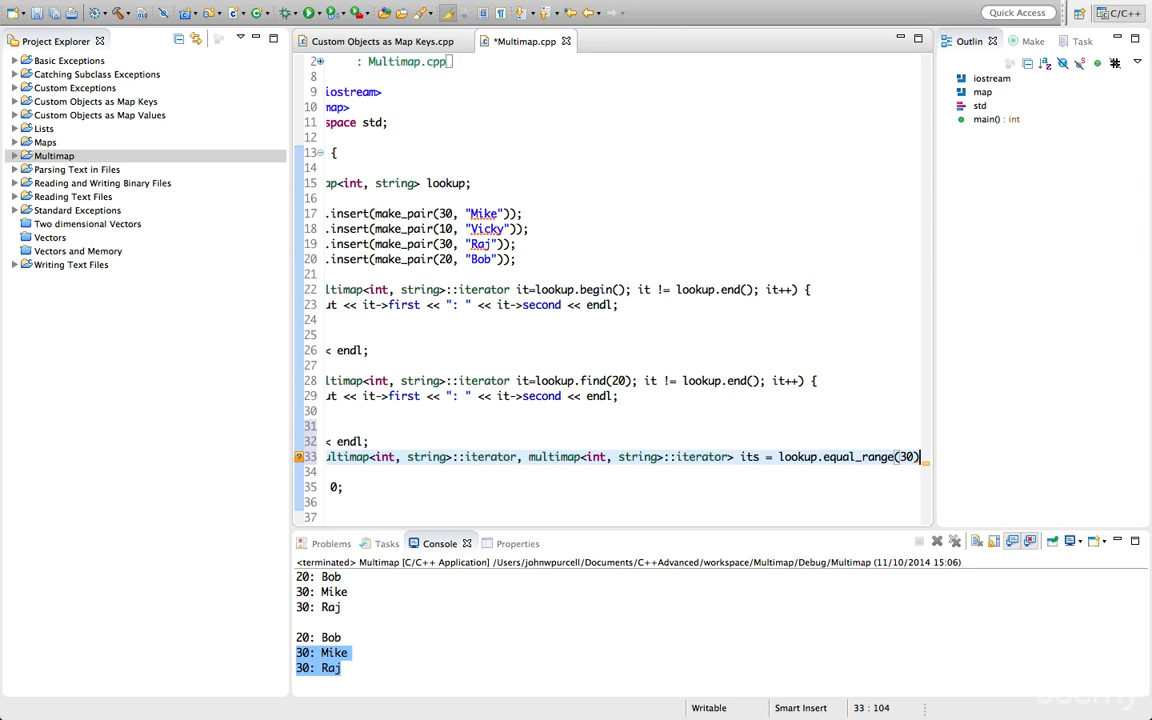 Quick Access
C/C++
Project Explorer
Basic Exceptions
Catching Subclass Exceptions
Custom Exceptions
Custom Objects as Map Keys
Custom Objects as Map Values
Lists
Maps
Multimap
Parsing Text in Files
Reading and Writing Binary Files
Reading Text Files
Standard Exceptions
Two dimensional Vectors
Vectors
Vectors and Memory
Writing Text Files
Custom Objects as Map Keys.cpp
*Multimap.cpp
2 : Multimap.cpp
8
9 iostream>
10 map>
11 space std;
12
13 {
14
15 ap<int, string> lookup;
16
17 .insert(make_pair(30, "Mike"));
18 .insert(make_pair(10, "Vicky"));
19 .insert(make_pair(30, "Raj"));
20 .insert(make_pair(20, "Bob"));
21
22 ltimap<int, string>::iterator it=lookup.begin(); it != lookup.end(); it++) {
23 ut << it->first << ": " << it->second << endl;
24
25
26 < endl;
27
28 ltimap<int, string>::iterator it=lookup.find(20); it != lookup.end(); it++) {
29 ut << it->first << ": " << it->second << endl;
30
31
32 < endl;
33 ultimap<int, string>::iterator, multimap<int, string>::iterator> its = lookup.equal_range(30)
34
35 0;
36
37
Outlin
Make
Task
iostream
map
std
main() : int
Problems
Tasks
Console
Properties
<terminated> Multimap [C/C++ Application] /Users/johnwpurcell/Documents/C++Advanced/workspace/Multimap/Debug/Multimap (11/10/2014 15:06)
20: Bob
30: Mike
30: Raj
20: Bob
30: Mike
30: Raj
Writable
Smart Insert
33 : 104